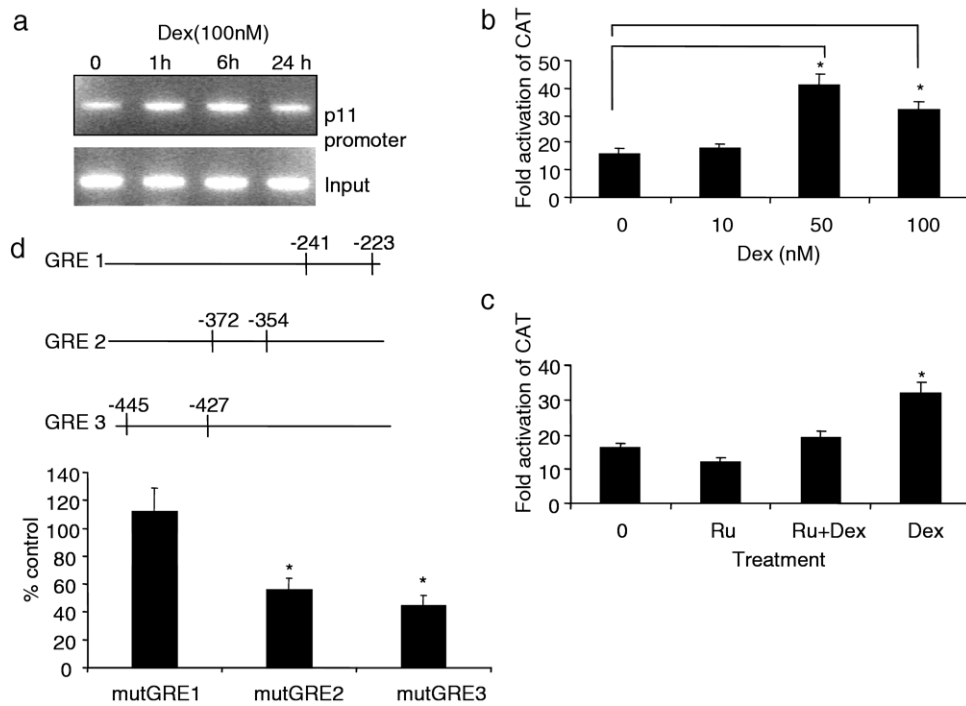 a
Dex(100nM)
0 1h 6h 24 h
p11
promoter
Input
b
Fold activation of CAT
50
40
30
20
10
0
*
*
0 10 50 100
Dex (nM)
d
GRE 1
-241 -223
GRE 2
-372 -354
GRE 3
-445 -427
% control
140
120
100
80
60
40
20
0
*
*
mutGRE1 mutGRE2 mutGRE3
c
Fold activation of CAT
40
30
20
10
0
*
0 Ru Ru+Dex Dex
Treatment